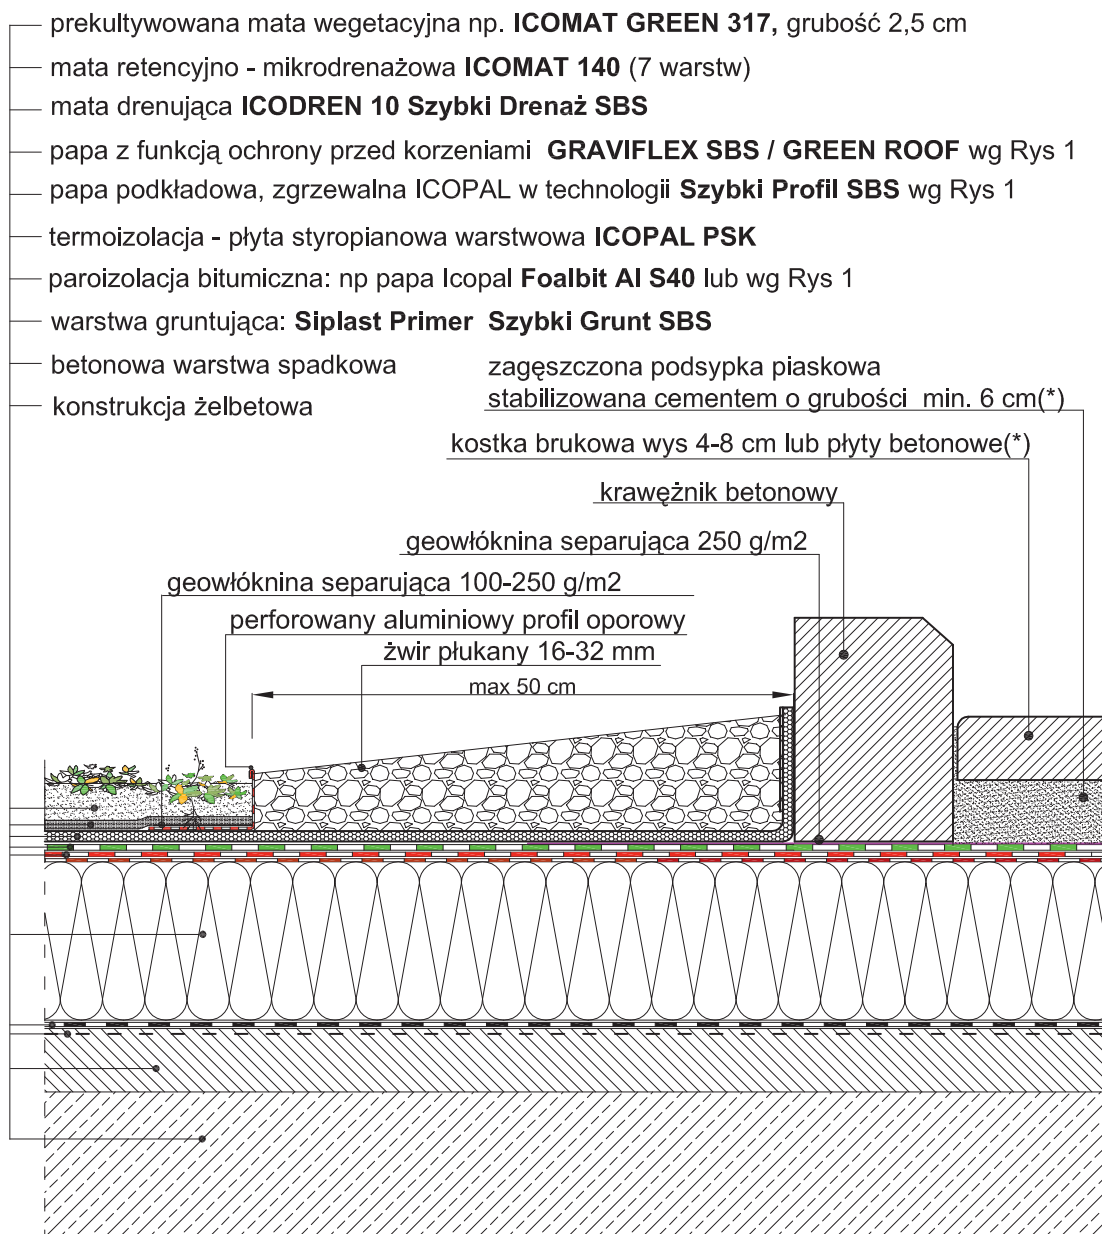 prekultywowana mata wegetacyjna np. ICOMAT GREEN 317, grubość 2,5 cm
mata retencyjno - mikrodrenażowa ICOMAT 140 (7 warstw)
mata drenująca ICODREN 10 Szybki Drenaż SBS
papa z funkcją ochrony przed korzeniami GRAVIFLEX SBS / GREEN ROOF wg Rys 1
papa podkładowa, zgrzewalna ICOPAL w technologii Szybki Profil SBS wg Rys 1
termoizolacja - płyta styropianowa warstwowa ICOPAL PSK
paroizolacja bitumiczna: np papa Icopal Foalbit Al S40 lub wg Rys 1
warstwa gruntująca: Siplast Primer Szybki Grunt SBS
betonowa warstwa spadkowa
konstrukcja żelbetowa
zagęszczona podsypka piaskowa
stabilizowana cementem o grubości min. 6 cm(*)
kostka brukowa wys 4-8 cm lub płyty betonowe(*)
krawężnik betonowy
geowłóknina separująca 250 g/m2
geowłóknina separująca 100-250 g/m2
perforowany aluminiowy profil oporowy
żwir płukany 16-32 mm
max 50 cm